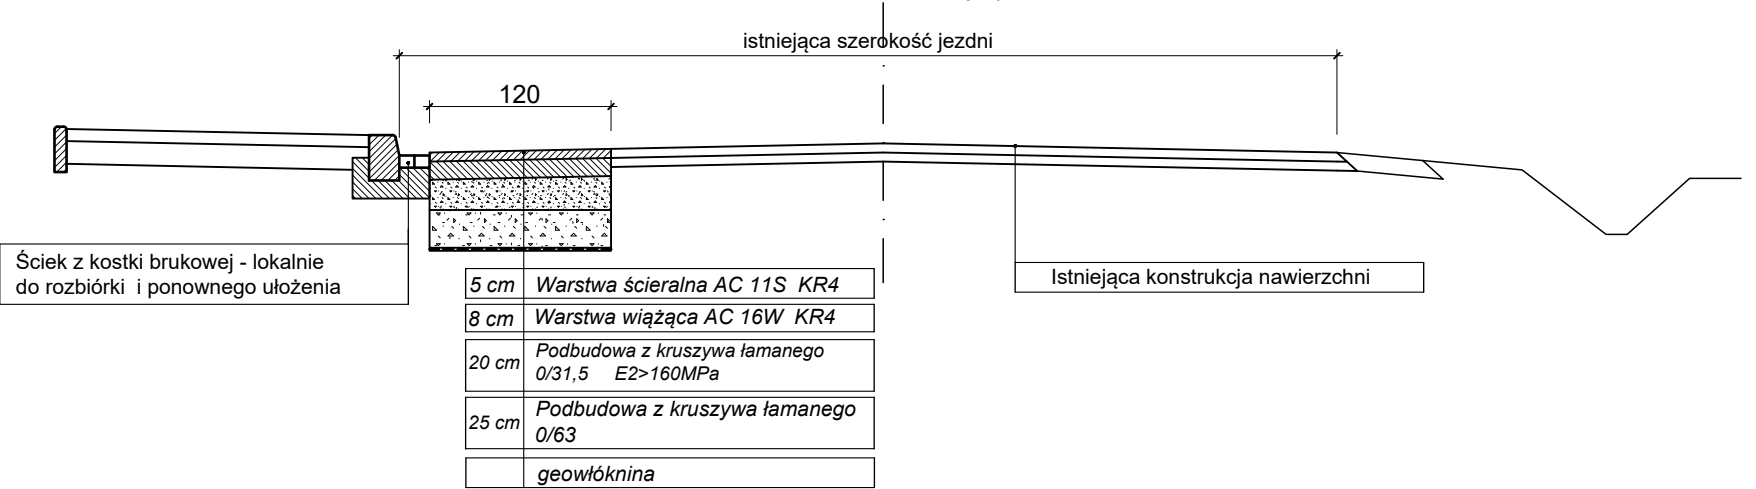 istniejąca szerokość jezdni
120
Ściek z kostki brukowej - lokalnie
do rozbiórki i ponownego ułożenia
5 cm Warstwa ścieralna AC 11S KR4
8 cm Warstwa wiążąca AC 16W KR4
20 cm Podbudowa z kruszywa łamanego
0/31,5 E2>160MPa
25 cm Podbudowa z kruszywa łamanego
0/63
geowłóknina
Istniejąca konstrukcja nawierzchni